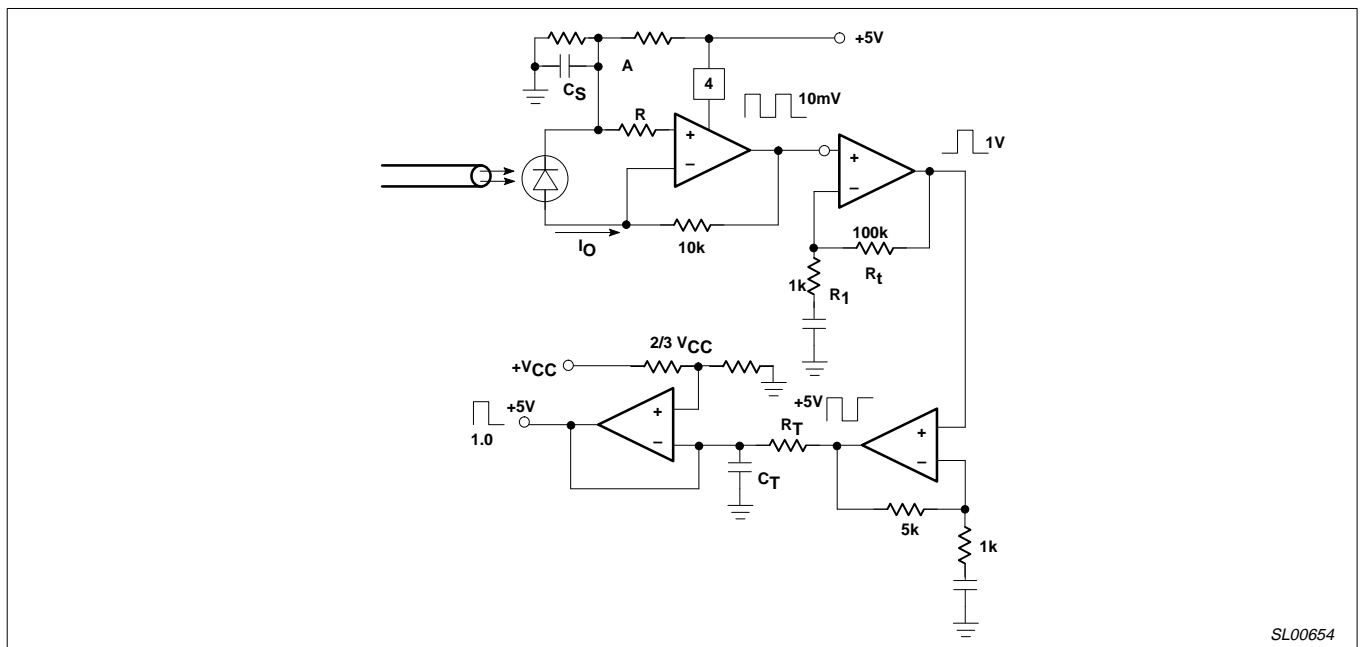 +5V
A
CS
4
10mV
R
+
−
+
−
1V
IO
10k
100k
Rt
1k
R1
2/3 VCC
+VCC
+5V
+5V
1.0
+
−
RT
+
−
CT
5k
1k
SL00654